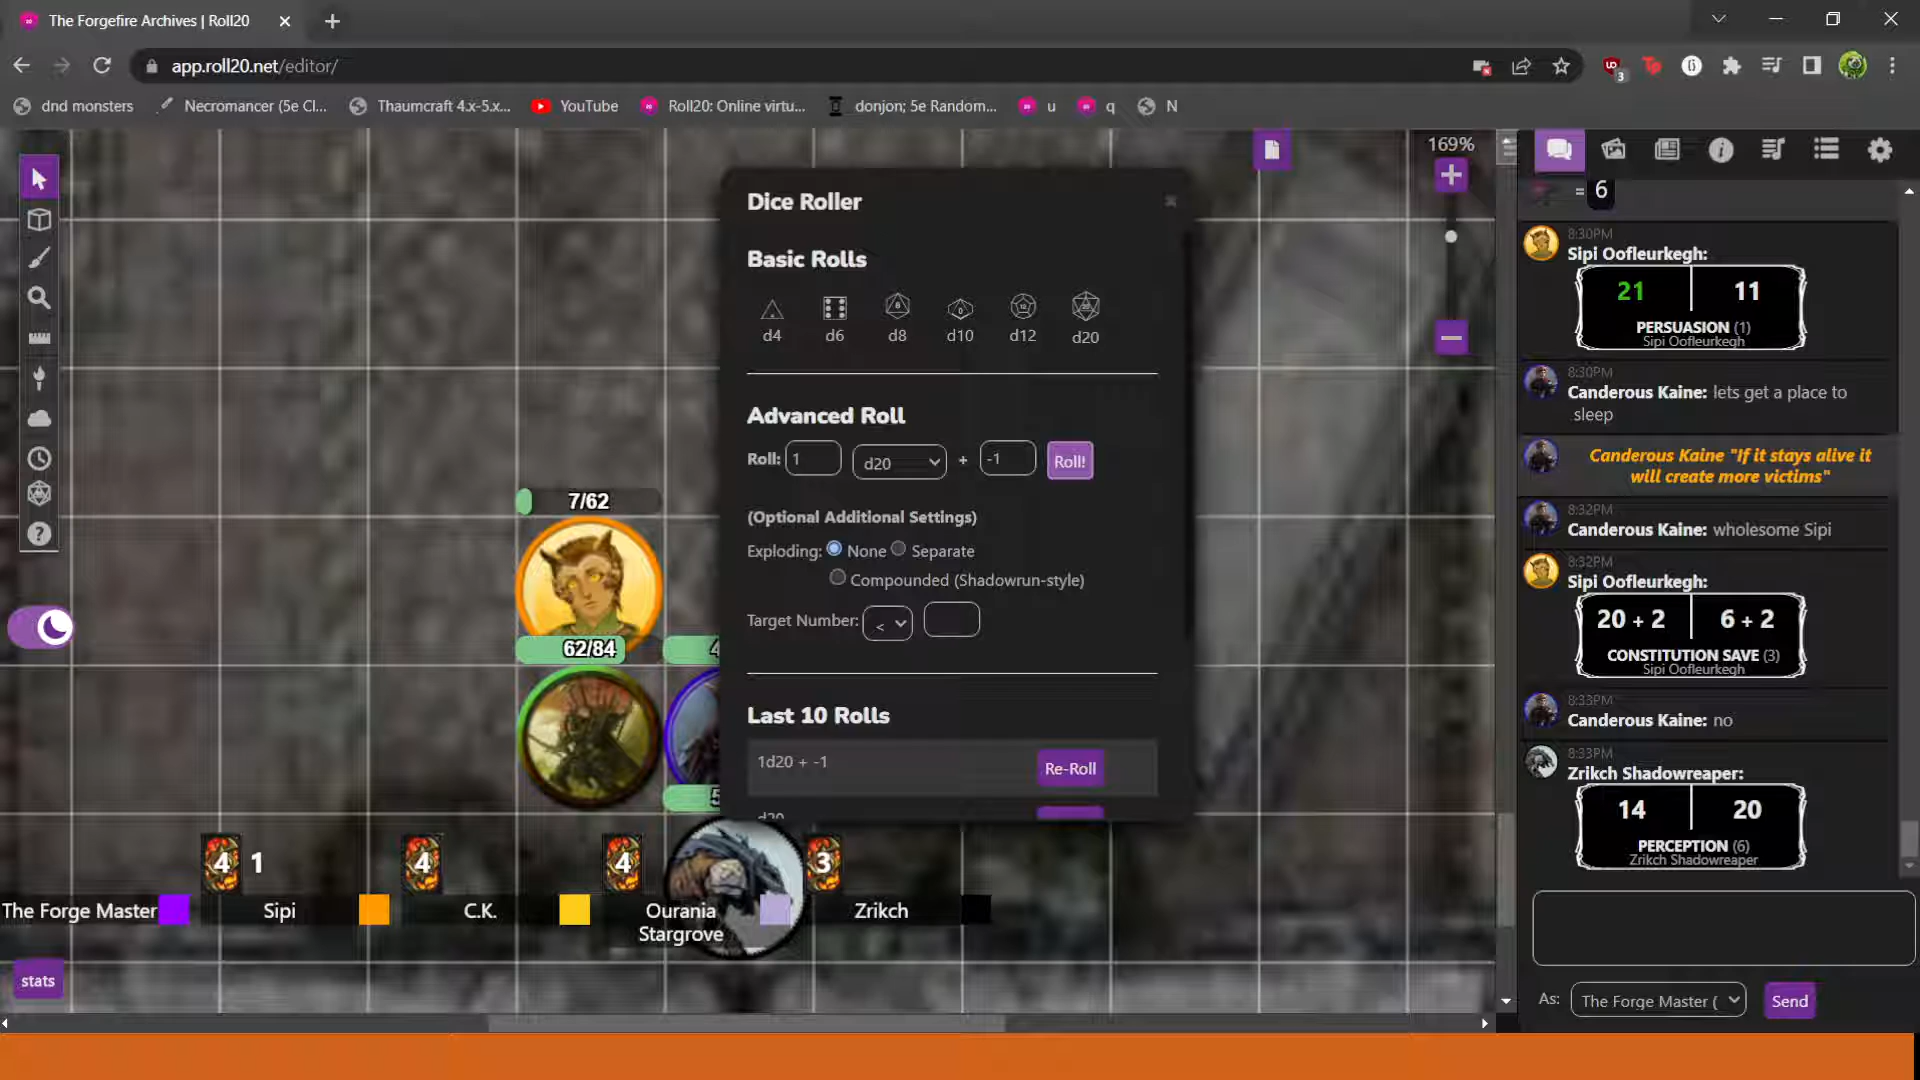 The Forgefire Archives | Roll20
app.roll20.net/editor/
3
dnd monsters
Necromancer (5e Cl...
Thaumcraft 4.x-5.x...
YouTube
Roll20: Online virtu...
donjon; 5e Random...
u
q
N
169%
Dice Roller
Basic Rolls
d4
d6
d8
d10
d12
d20
Advanced Roll
Roll: 1 d20 + -1 Roll!
(Optional Additional Settings)
Exploding: None Separate
Compounded (Shadowrun-style)
Target Number: <
Last 10 Rolls
1d20 + -1
Re-Roll
d20
7/62
62/84
4
5
4 1
4
4
3
The Forge Master
Sipi
C.K.
Ourania
Stargrove
Zrikch
stats
= 6
8:30PM
Sipi Oofleurkegh:
21 11
PERSUASION (1)
Sipi Oofleurkegh
8:30PM
Canderous Kaine: lets get a place to
sleep
Canderous Kaine "If it stays alive it
will create more victims"
8:32PM
Canderous Kaine: wholesome Sipi
8:32PM
Sipi Oofleurkegh:
20 + 2 6 + 2
CONSTITUTION SAVE (3)
Sipi Oofleurkegh
8:33PM
Canderous Kaine: no
8:33PM
Zrikch Shadowreaper:
14 20
PERCEPTION (6)
Zrikch Shadowreaper
As: The Forge Master (
Send